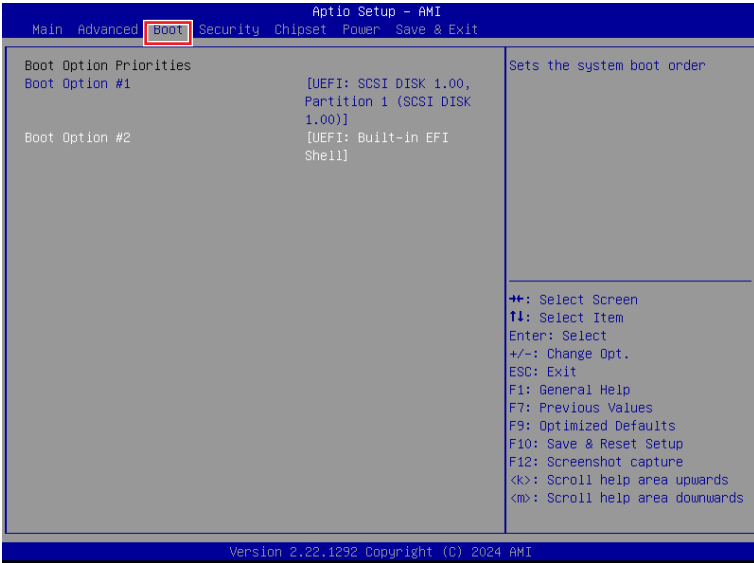 Aptio Setup – AMI
Main Advanced Boot Security Chipset Power Save & Exit
Boot Option Priorities
Boot Option #1 [UEFI: SCSI DISK 1.00,
Partition 1 (SCSI DISK
1.00)]
Boot Option #2 [UEFI: Built-in EFI
Shell]
Sets the system boot order
→←: Select Screen
↑↓: Select Item
Enter: Select
+/-: Change Opt.
ESC: Exit
F1: General Help
F7: Previous Values
F9: Optimized Defaults
F10: Save & Reset Setup
F12: Screenshot capture
<k>: Scroll help area upwards
<m>: Scroll help area downwards
Version 2.22.1292 Copyright (C) 2024 AMI